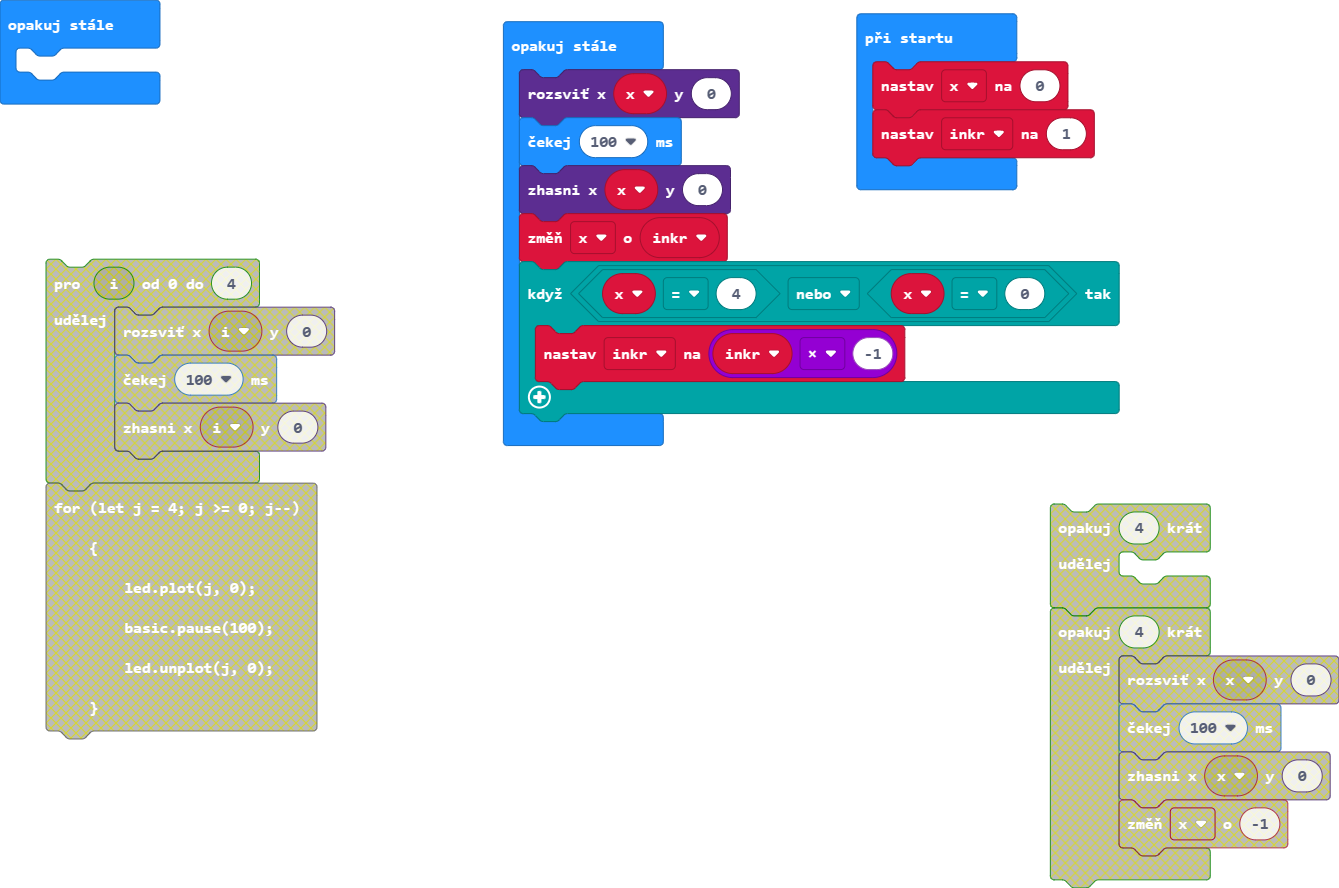 opakuj stále
opakuj stále
rozsviť x x y 0
čekej 100 ms
zhasni x x y 0
změň x o inkr
když x = 4 nebo x = 0 tak
nastav inkr na inkr × -1
při startu
nastav x na 0
nastav inkr na 1
pro i od 0 do 4
udělej
rozsviť x i y 0
čekej 100 ms
zhasni x i y 0
for (let j = 4; j >= 0; j--)
{
led.plot(j, 0);
basic.pause(100);
led.unplot(j, 0);
}
opakuj 4 krát
udělej
opakuj 4 krát
udělej
rozsviť x x y 0
čekej 100 ms
zhasni x x y 0
změň x o -1